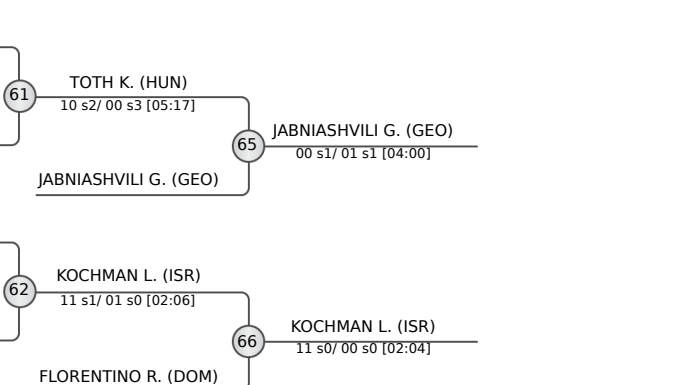 TOTH K. (HUN)
61
10 s2/ 00 s3 [05:17]
JABNIASHVILI G. (GEO)
65
00 s1/ 01 s1 [04:00]
JABNIASHVILI G. (GEO)
KOCHMAN L. (ISR)
62
11 s1/ 01 s0 [02:06]
KOCHMAN L. (ISR)
66
11 s0/ 00 s0 [02:04]
FLORENTINO R. (DOM)